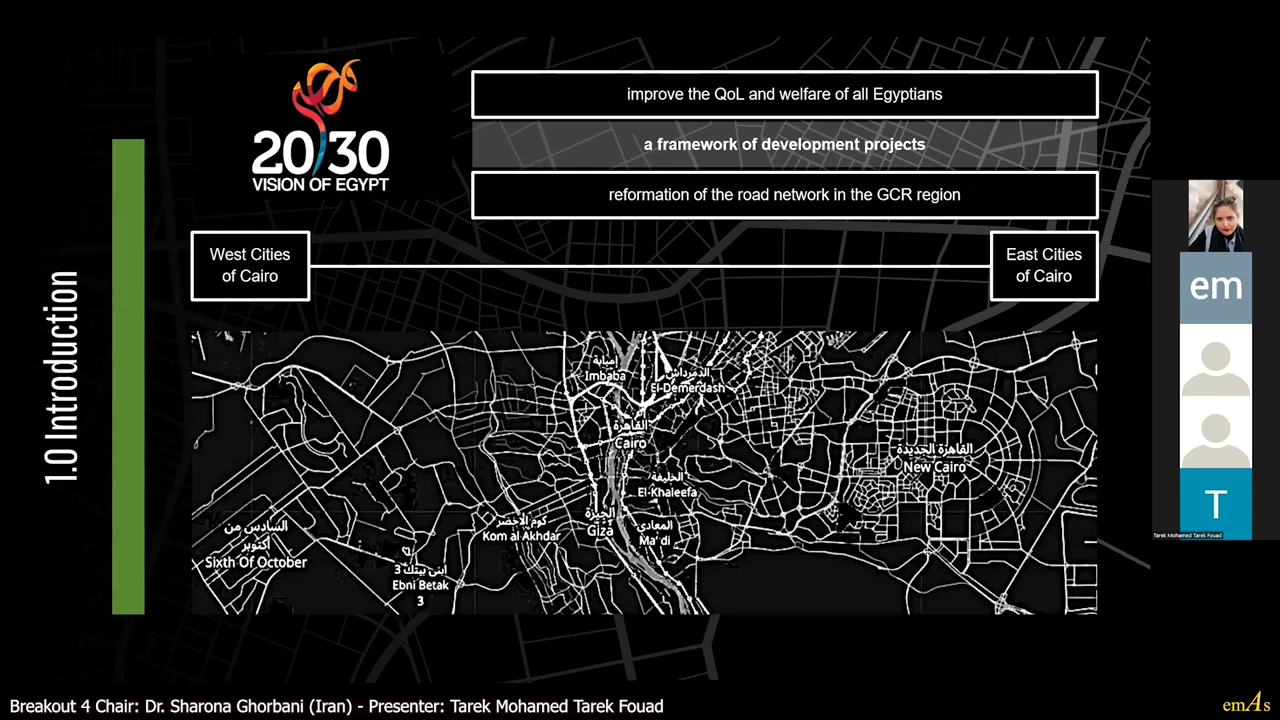 20/30
VISION OF EGYPT
improve the QoL and welfare of all Egyptians
a framework of development projects
reformation of the road network in the GCR region
West Cities
of Cairo
East Cities
of Cairo
1.0 Introduction
إمبابة
Imbaba
الدمرداش
El-Demerdash
القاهرة
Cairo
القاهرة الجديدة
New Cairo
الخليفة
El-Khaleefa
الجيزة
Giza
المعادي
Ma'di
كوم الأخضر
Kom al Akhdar
السادس من
أكتوبر
Sixth Of October
إبني بيتك 3
Ebni Betak
3
em
T
Tarek Mohamed Tarek Fouad
Breakout 4 Chair: Dr. Sharona Ghorbani (Iran) - Presenter: Tarek Mohamed Tarek Fouad
emAs